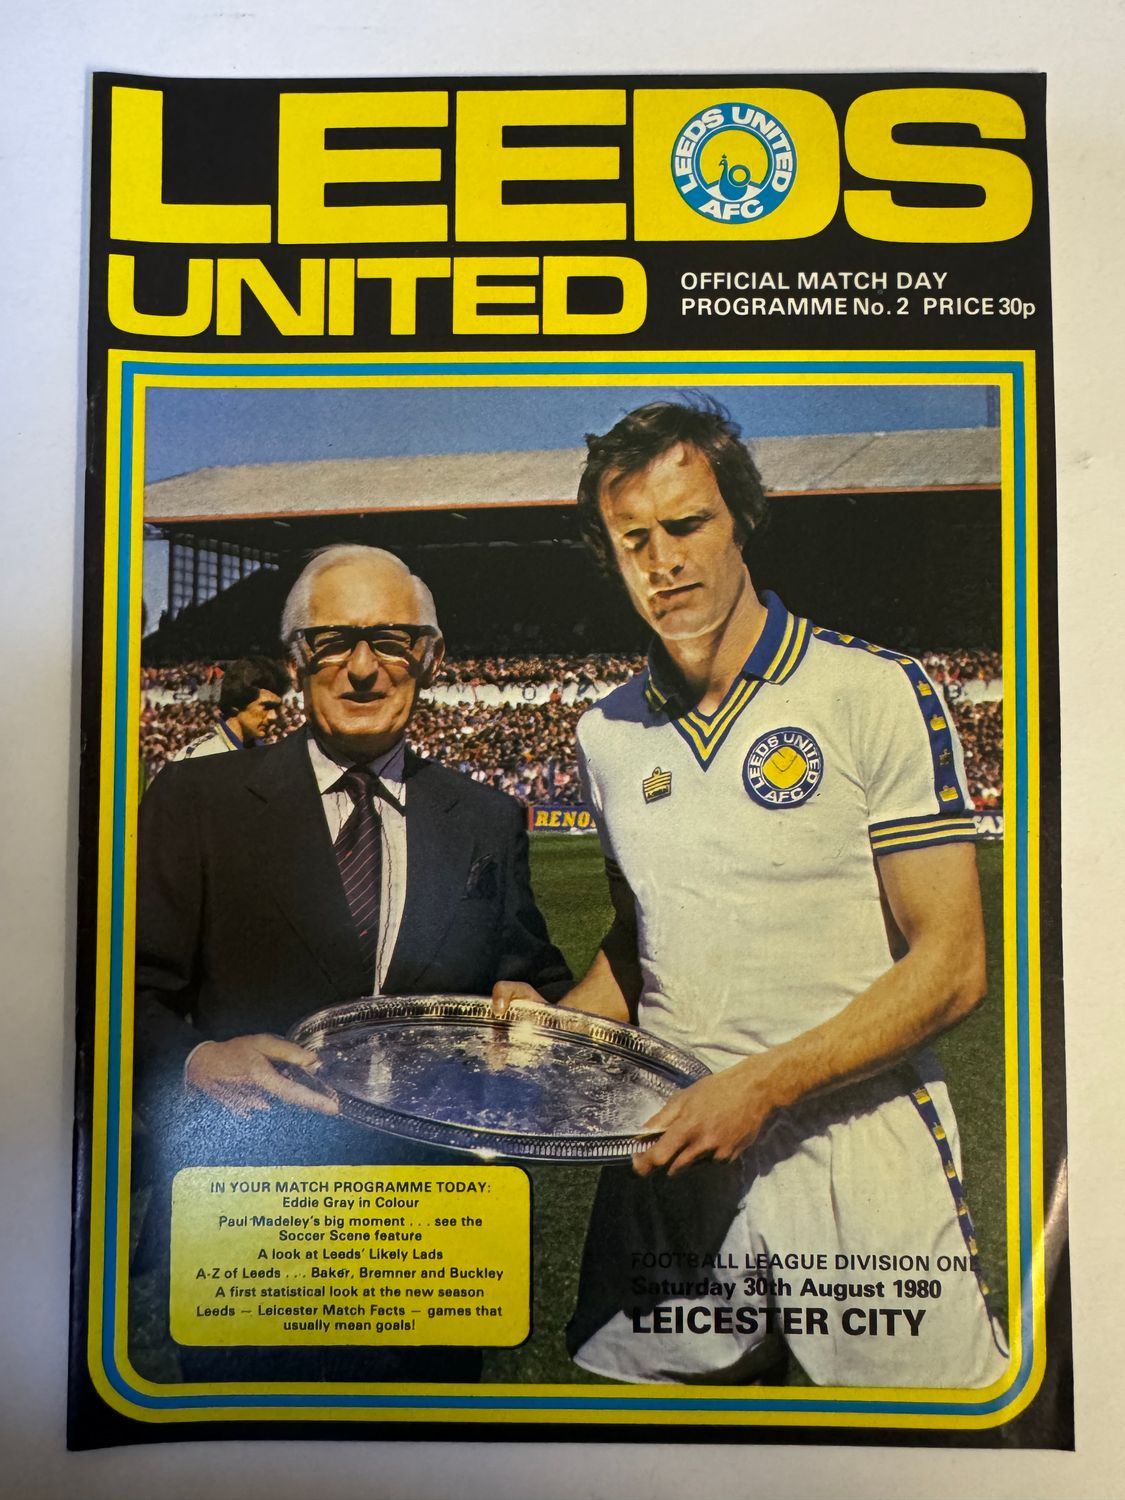 LEEDS
LEEDS UNITED AFC
UNITED
OFFICIAL MATCH DAY
PROGRAMME No. 2 PRICE 30p
LEEDS UNITED
AFC
RENO
IN YOUR MATCH PROGRAMME TODAY:
Eddie Gray in Colour
Paul Madeley's big moment . . . see the
Soccer Scene feature
A look at Leeds' Likely Lads
A-Z of Leeds . . . Baker, Bremner and Buckley
A first statistical look at the new season
Leeds — Leicester Match Facts — games that
usually mean goals!
FOOTBALL LEAGUE DIVISION ONE
Saturday 30th August 1980
LEICESTER CITY